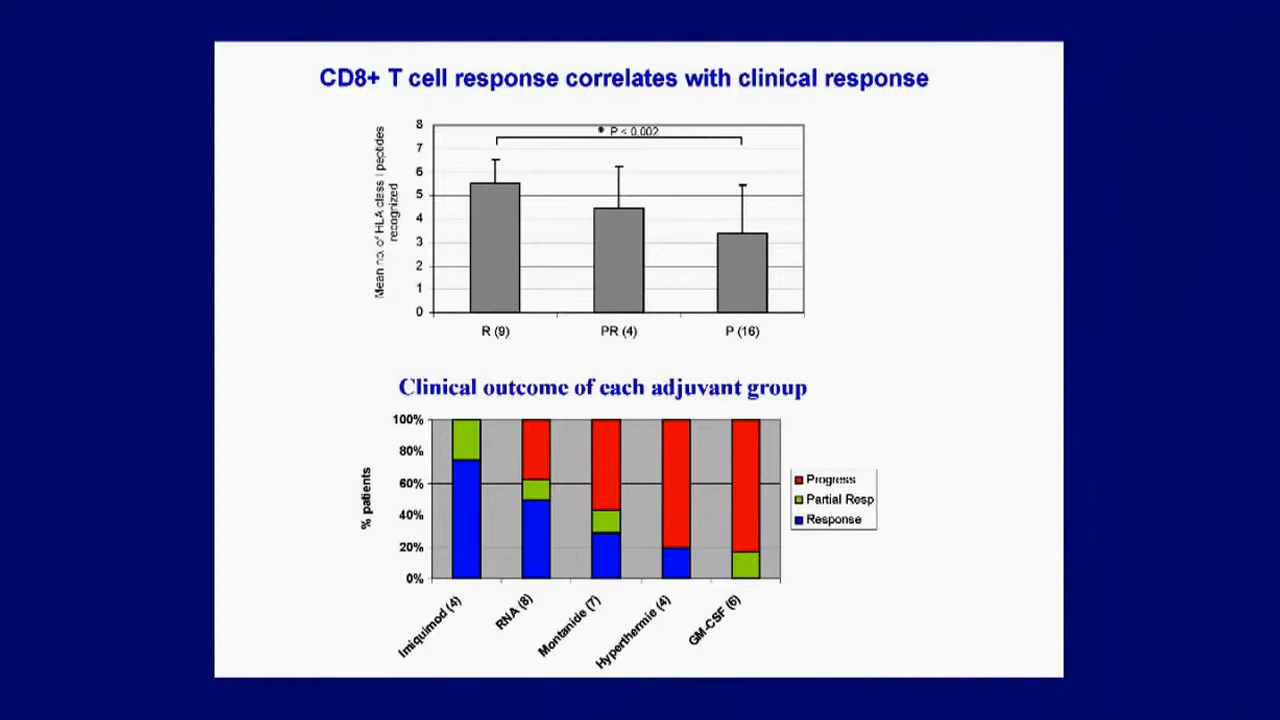 CD8+ T cell response correlates with clinical response
Mean no. of HLA class I peptides
recognized
8
7
6
5
4
3
2
1
0
* P < 0.002
R (9)
PR (4)
P (16)
Clinical outcome of each adjuvant group
% patients
100%
80%
60%
40%
20%
0%
Imiquimod (4)
RNA (8)
Montanide (7)
Hyperthermie (4)
GM-CSF (6)
Progress
Partial Resp
Response